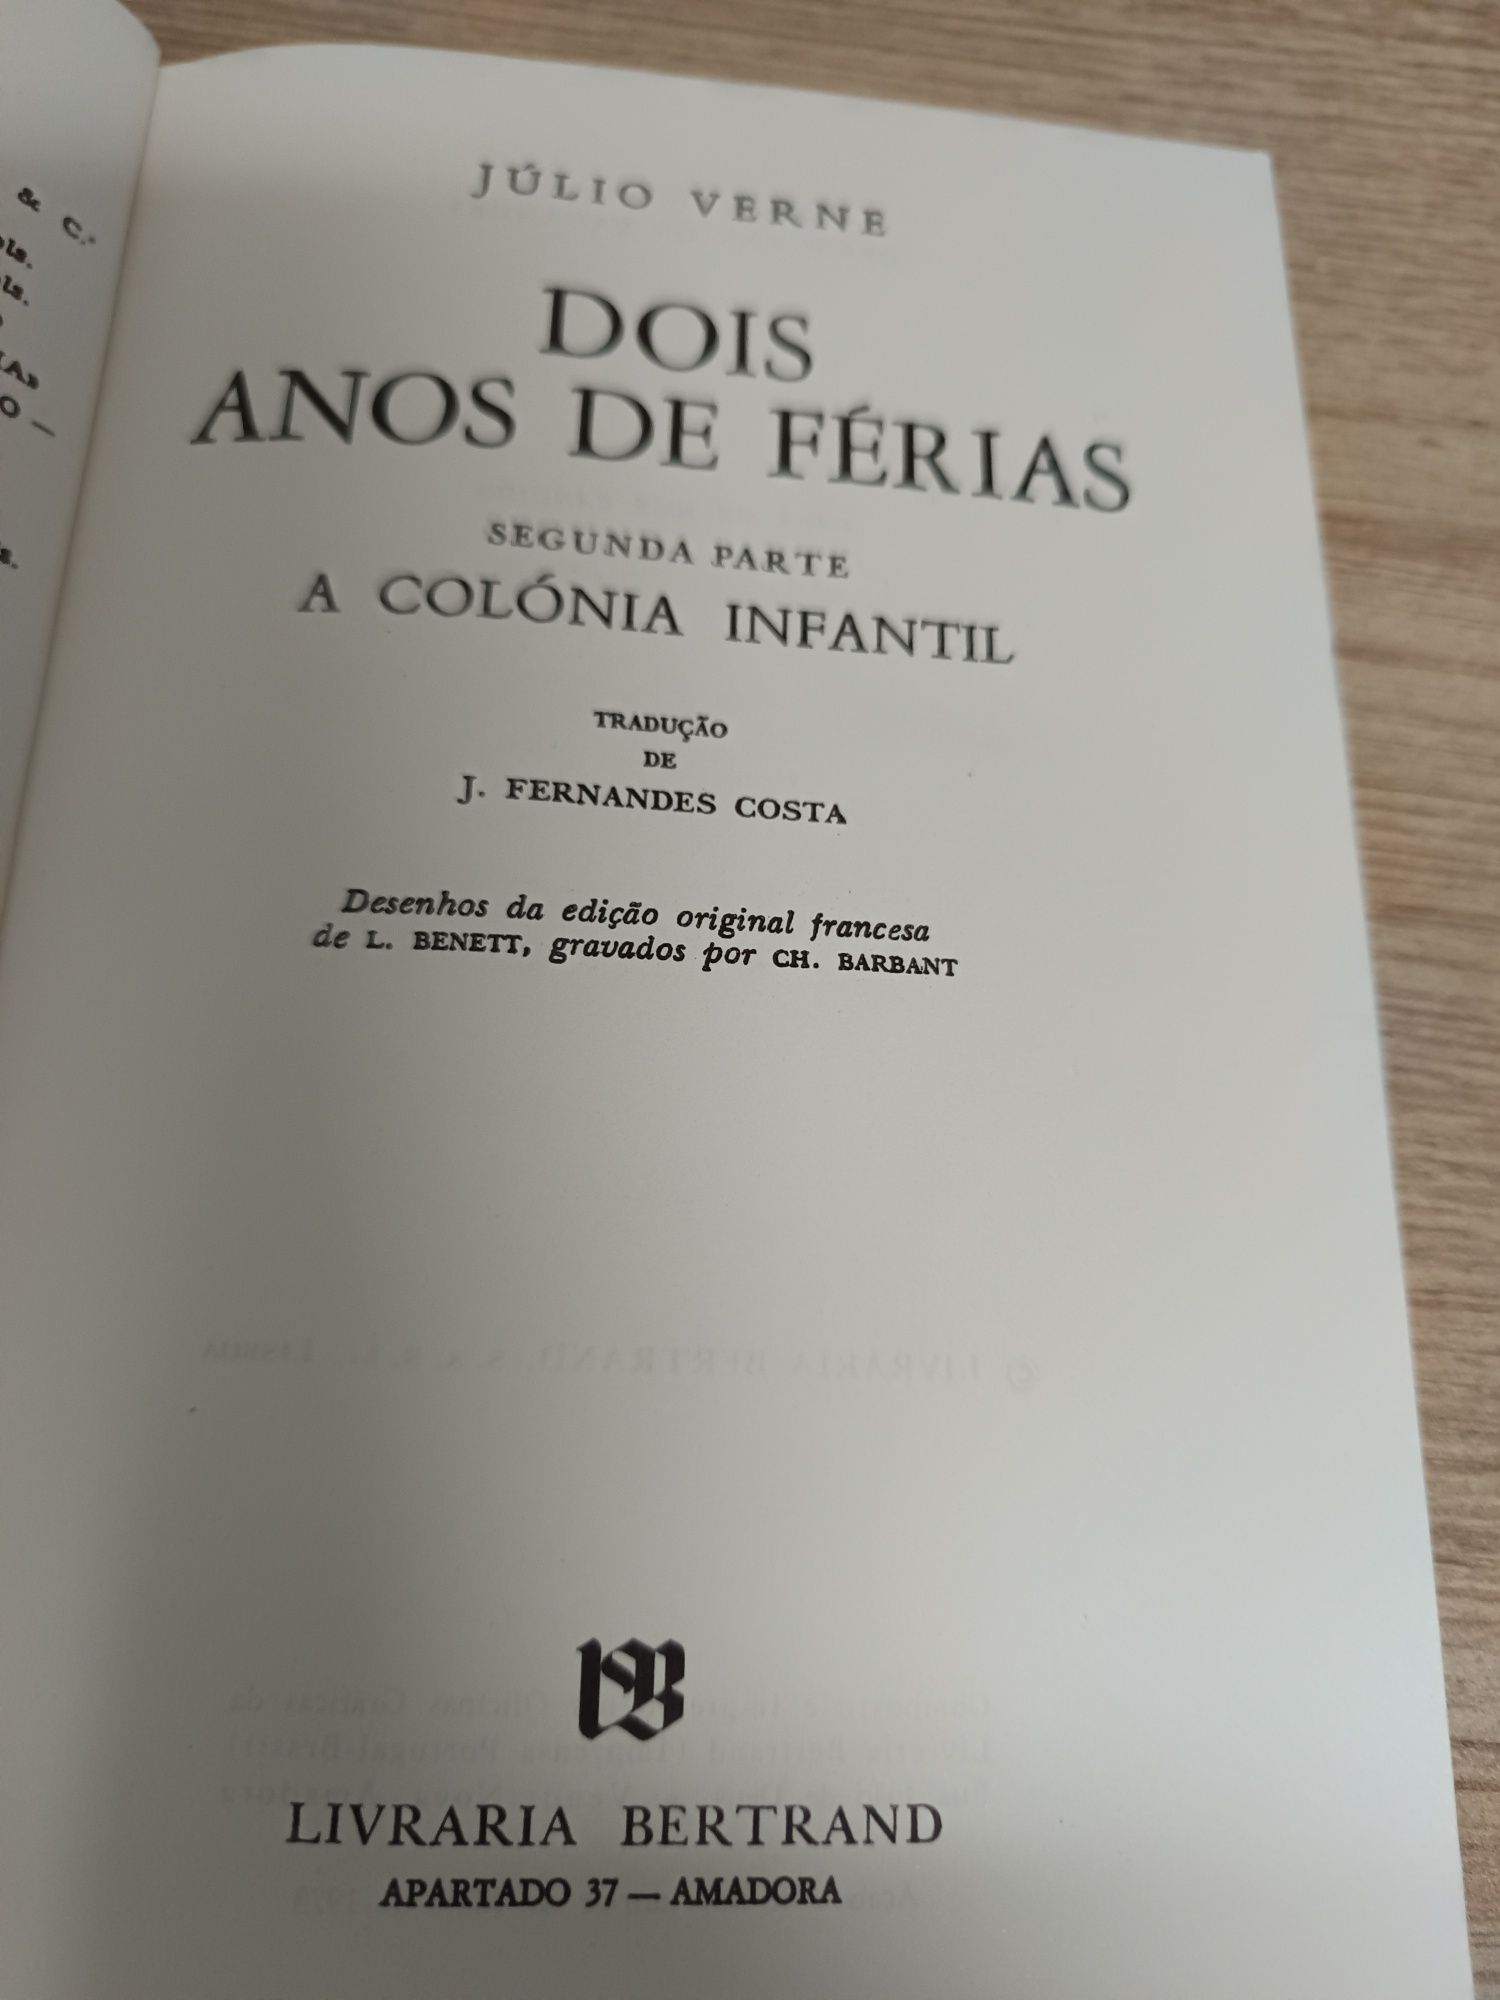 & C.ª
JÚLIO VERNE
DOIS
ANOS DE FÉRIAS
SEGUNDA PARTE
A COLÓNIA INFANTIL
TRADUÇÃO
DE
J. FERNANDES COSTA
Desenhos da edição original francesa
de L. BENETT, gravados por CH. BARBANT
LIVRARIA BERTRAND
APARTADO 37 — AMADORA